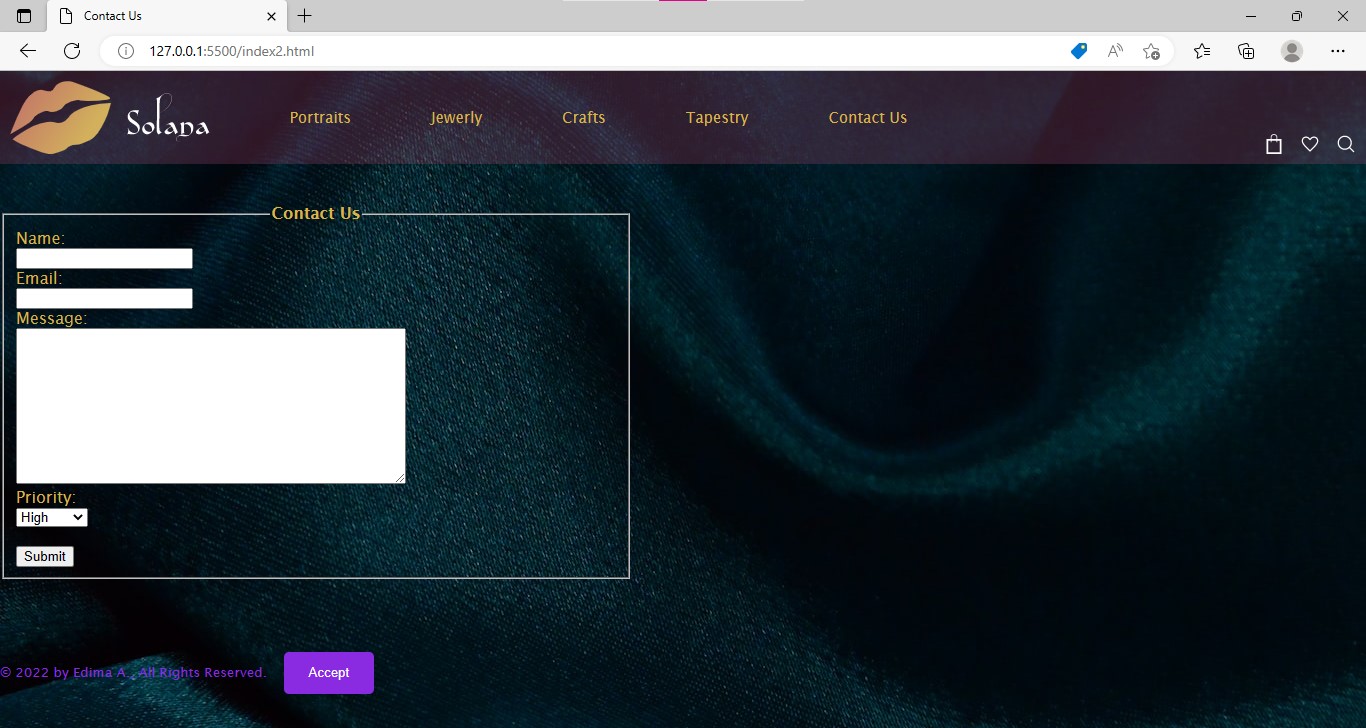 Contact Us
127.0.0.1:5500/index2.html
Solana
Portraits Jewerly Crafts Tapestry Contact Us
Contact Us
Name:
Email:
Message:
Priority:
High
Submit
© 2022 by Edima A., All Rights Reserved. Accept